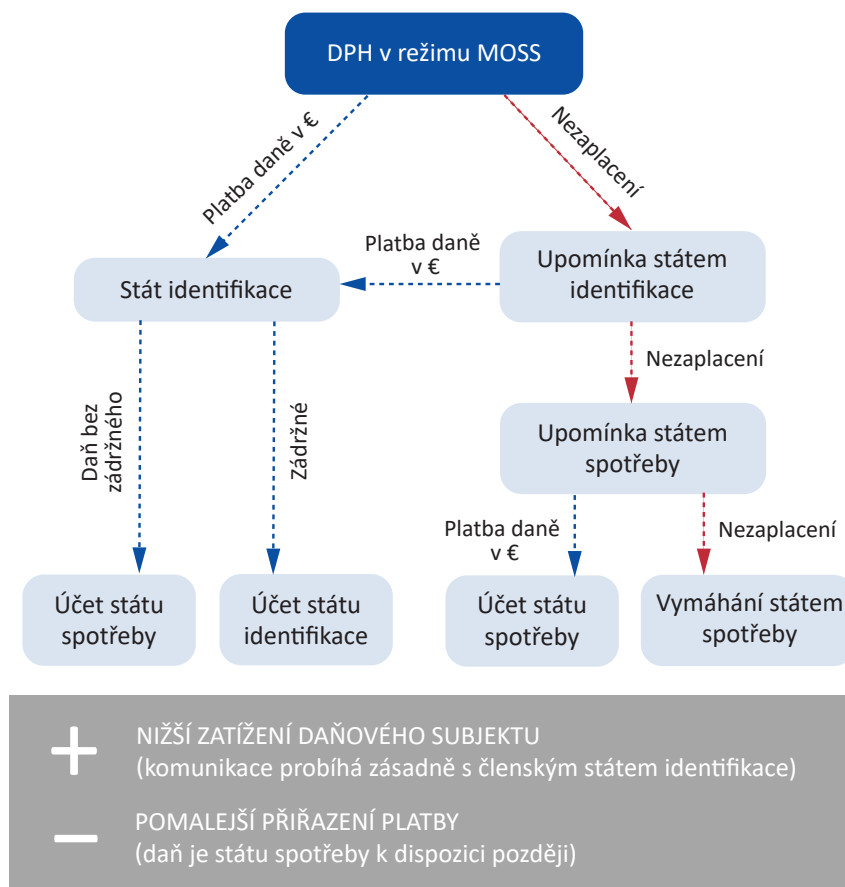 DPH v režimu MOSS
Platba daně v €
Nezaplacení
Platba daně
v €
Stát identifikace
Upomínka státem
identifikace
Nezaplacení
Daň bez
zádržného
Zádržné
Upomínka státem
spotřeby
Platba daně
v €
Nezaplacení
Účet státu
spotřeby
Účet státu
identifikace
Účet státu
spotřeby
Vymáhání státem
spotřeby
+ NIŽŠÍ ZATÍŽENÍ DAŇOVÉHO SUBJEKTU
(komunikace probíhá zásadně s členským státem identifikace)
− POMALEJŠÍ PŘIŘAZENÍ PLATBY
(daň je státu spotřeby k dispozici později)